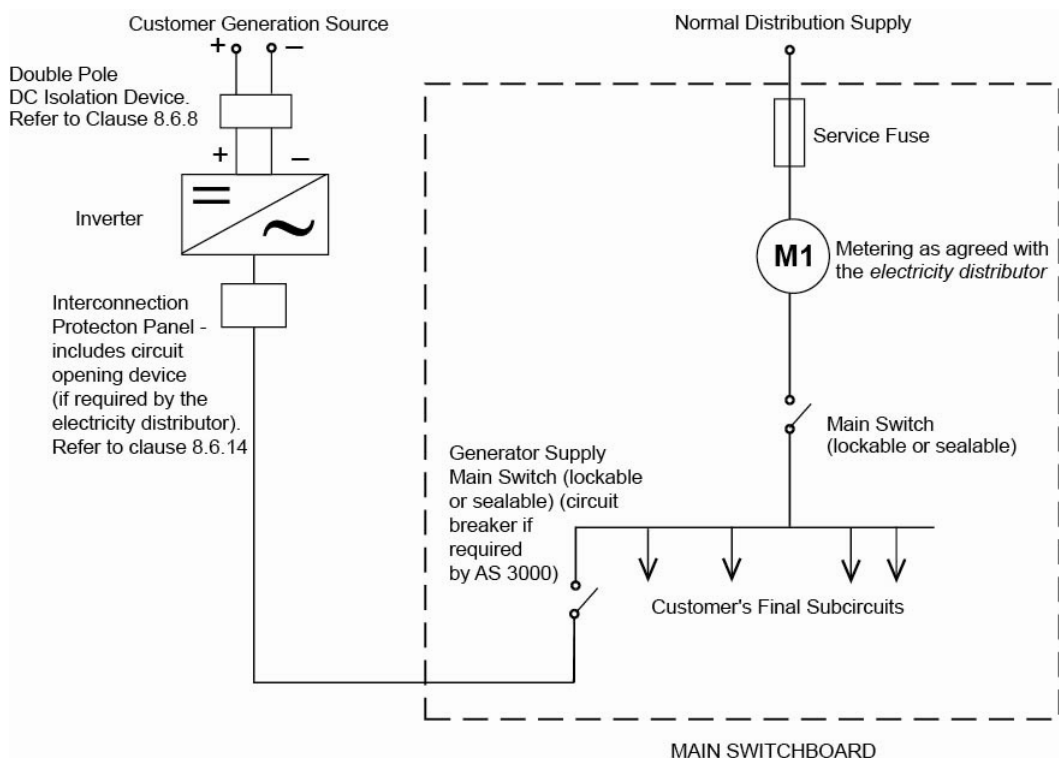 Customer Generation Source
+ −
Double Pole
DC Isolation Device.
Refer to Clause 8.6.8
+ −
Inverter
Interconnection
Protecton Panel -
includes circuit
opening device
(if required by the
electricity distributor).
Refer to clause 8.6.14
Normal Distribution Supply
Service Fuse
M1
Metering as agreed with
the electricity distributor
Main Switch
(lockable or sealable)
Generator Supply
Main Switch (lockable
or sealable) (circuit
breaker if
required
by AS 3000)
Customer's Final Subcircuits
MAIN SWITCHBOARD